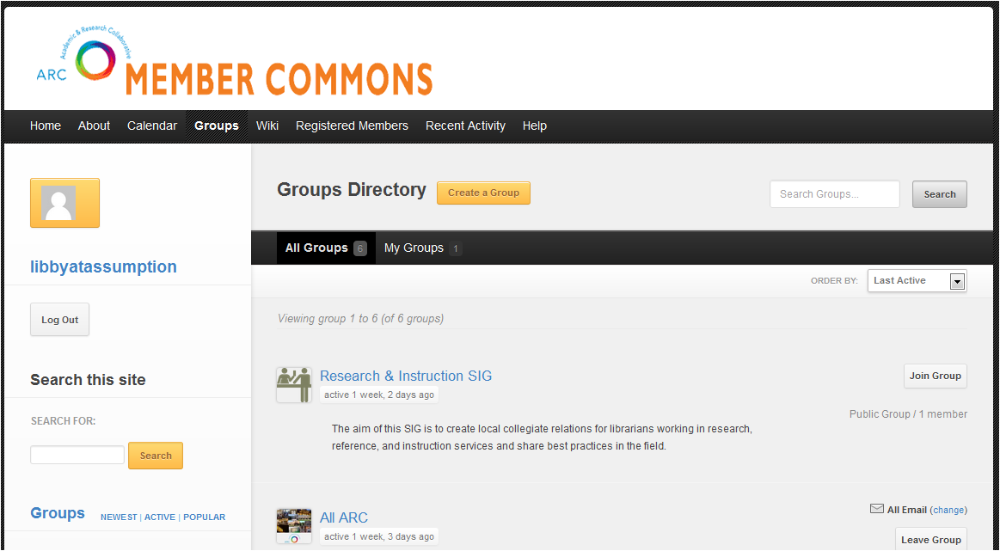 Academic & Research Collaborative
ARC
MEMBER COMMONS
Home About Calendar Groups Wiki Registered Members Recent Activity Help
Groups Directory
Create a Group
Search Groups...
Search
libbyatassumption
All Groups 6 My Groups 1
ORDER BY: Last Active
Log Out
Viewing group 1 to 6 (of 6 groups)
Search this site
SEARCH FOR:
Search
Research & Instruction SIG
active 1 week, 2 days ago
Join Group
Public Group / 1 member
The aim of this SIG is to create local collegiate relations for librarians working in research,
reference, and instruction services and share best practices in the field.
Groups NEWEST | ACTIVE | POPULAR
All ARC
active 1 week, 3 days ago
All Email (change)
Leave Group